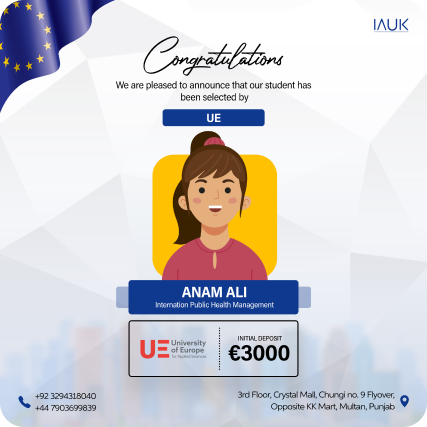 IAUK
Congratulations
We are pleased to announce that our student has
been selected by
UE
ANAM ALI
Internation Public Health Management
UE University
of Europe
for Applied Sciences
INITIAL DEPOSIT
€3000
+92 3294318040
+44 7903699839
3rd Floor, Crystal Mall, Chungi no. 9 Flyover,
Opposite KK Mart, Multan, Punjab